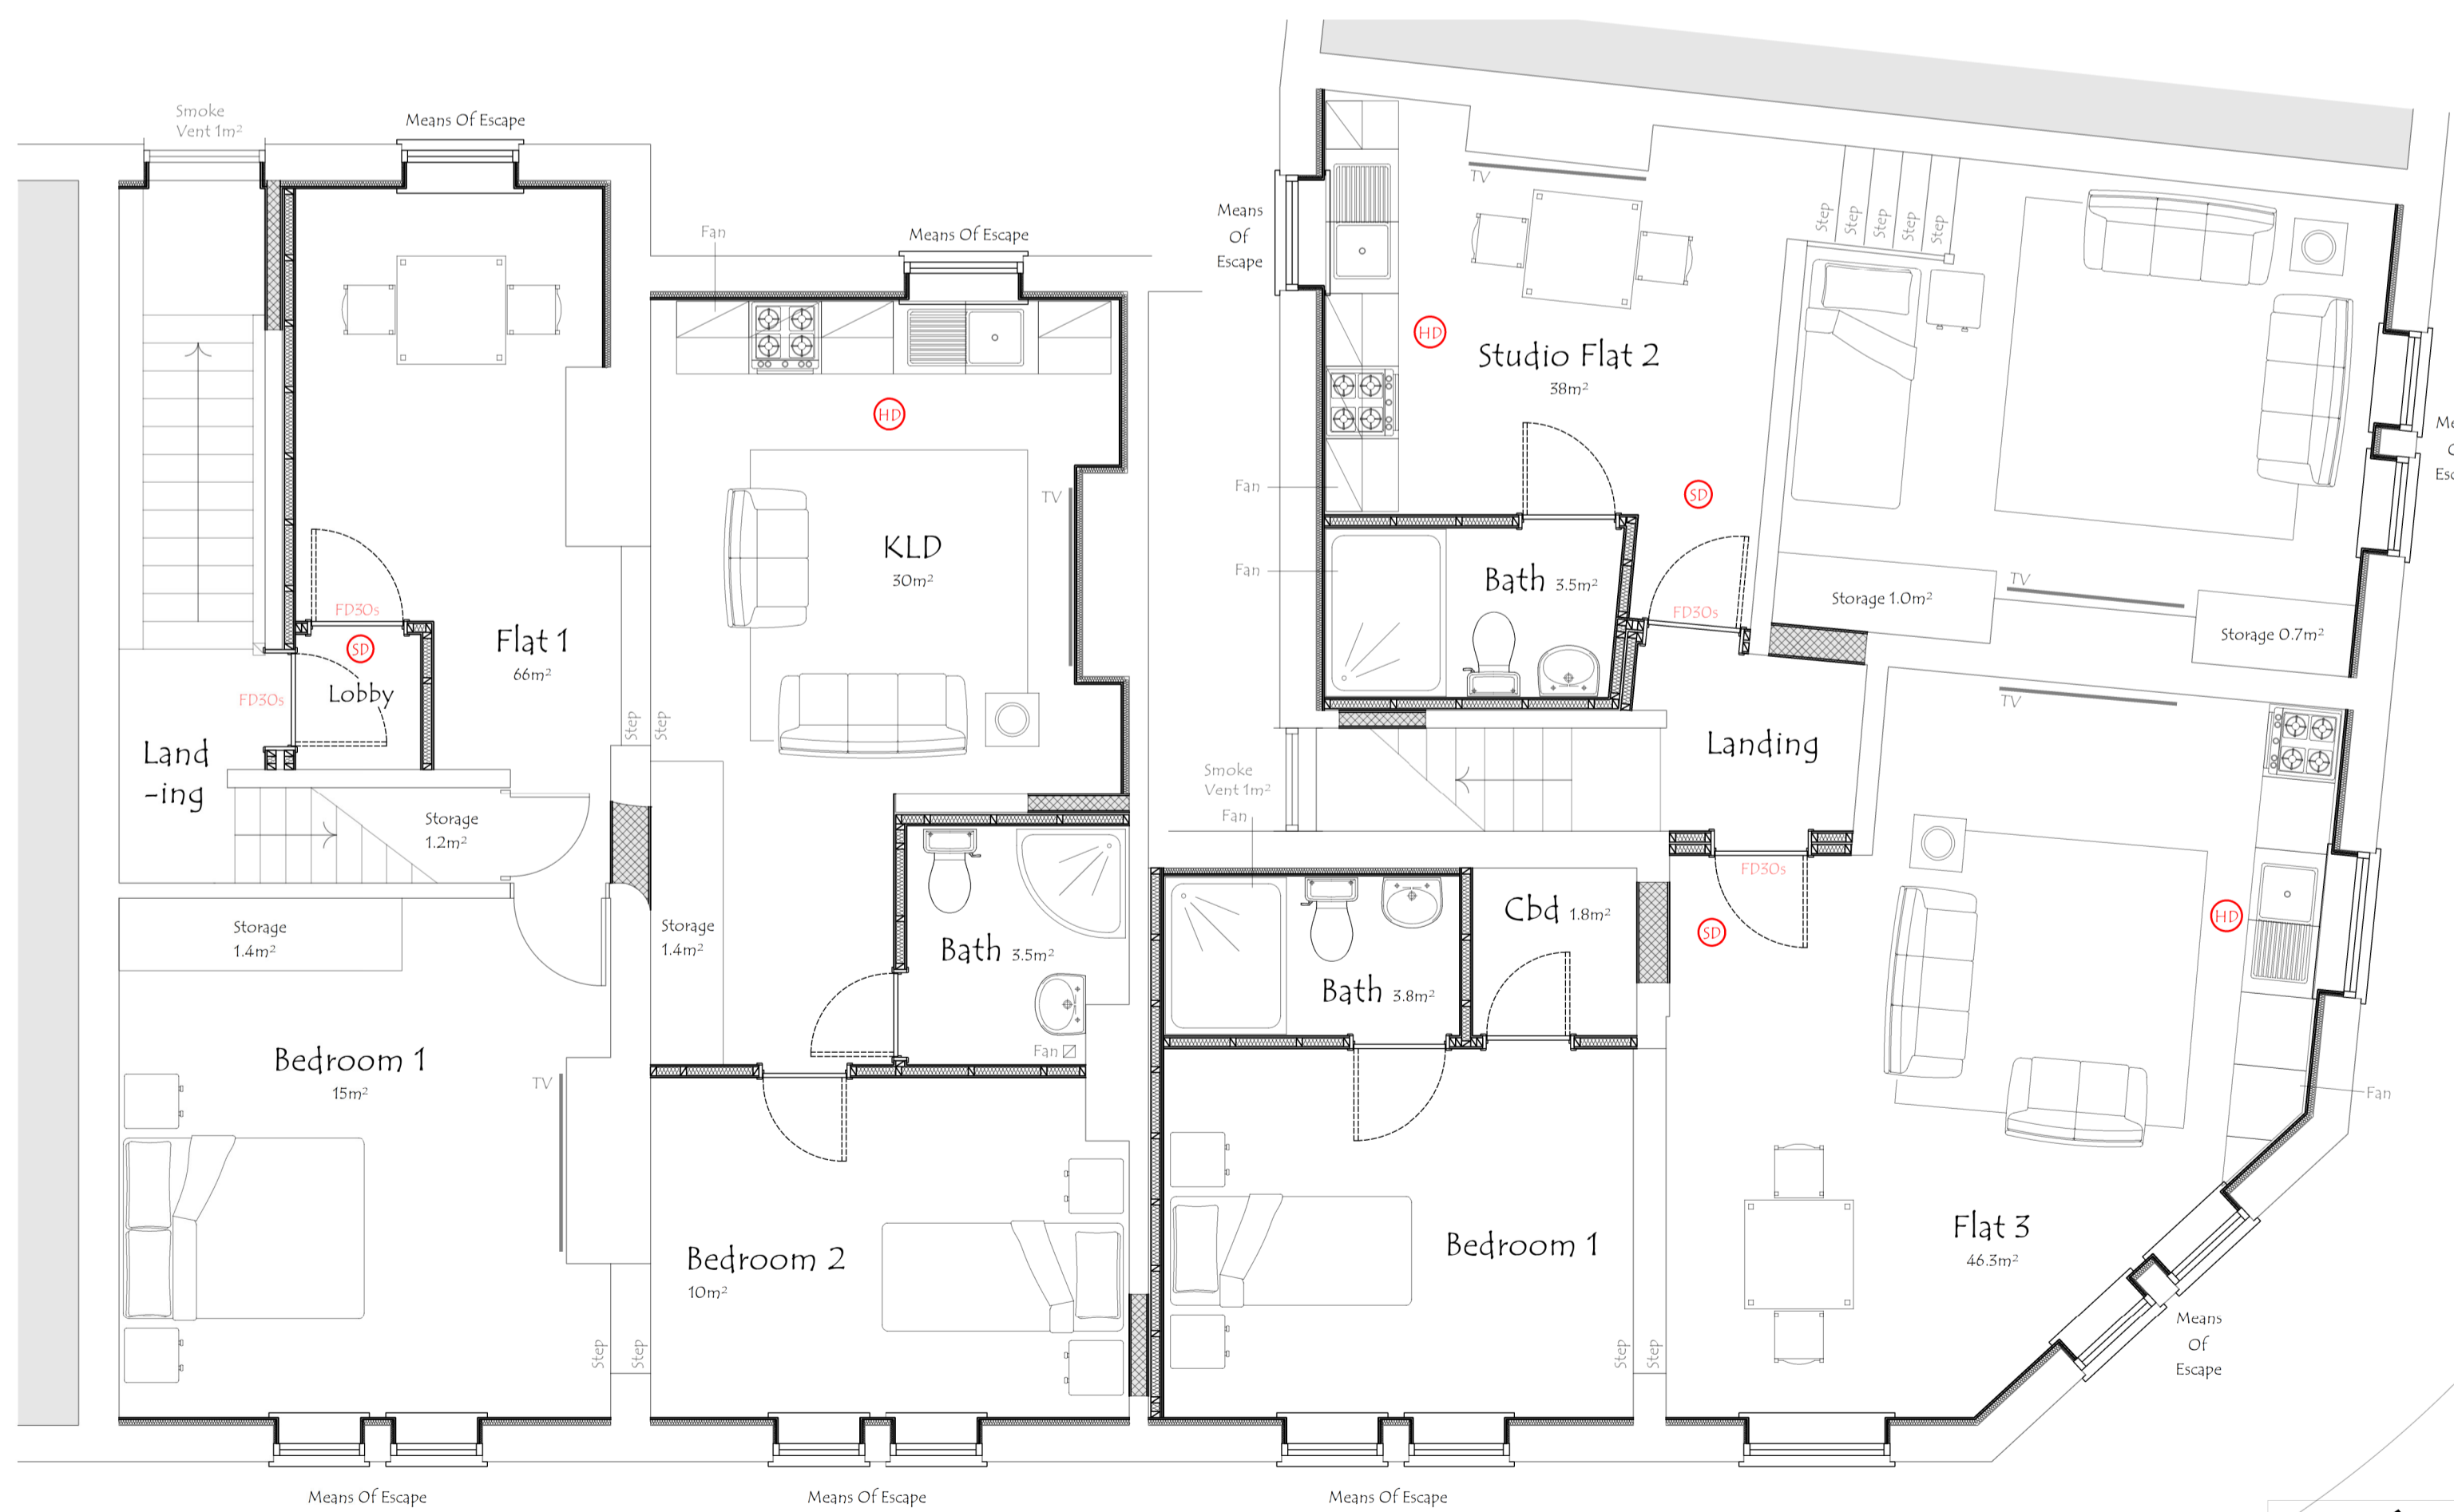 Smoke
Vent 1m²
Means Of Escape
Fan
Means Of Escape
HD
KLD
30m²
TV
FD30s
SD
Lobby
FD30s
Flat 1
66m²
Step
Step
Land
-ing
Storage
1.2m²
Storage
1.4m²
Storage
1.4m²
Bath 3.5m²
Fan
Bedroom 1
15m²
TV
Bedroom 2
10m²
Step
Step
Means Of Escape
Means Of Escape
Means
Of
Escape
TV
Step
Step
Step
Step
Step
HD
Studio Flat 2
38m²
SD
Fan
Fan
Bath 3.5m²
FD30s
Storage 1.0m²
TV
Storage 0.7m²
Landing
Smoke
Vent 1m²
Fan
TV
FD30s
SD
HD
Cbd 1.8m²
Bath 3.8m²
Fan
Bedroom 1
Flat 3
46.3m²
Step
Step
Means
Of
Escape
Means Of Escape